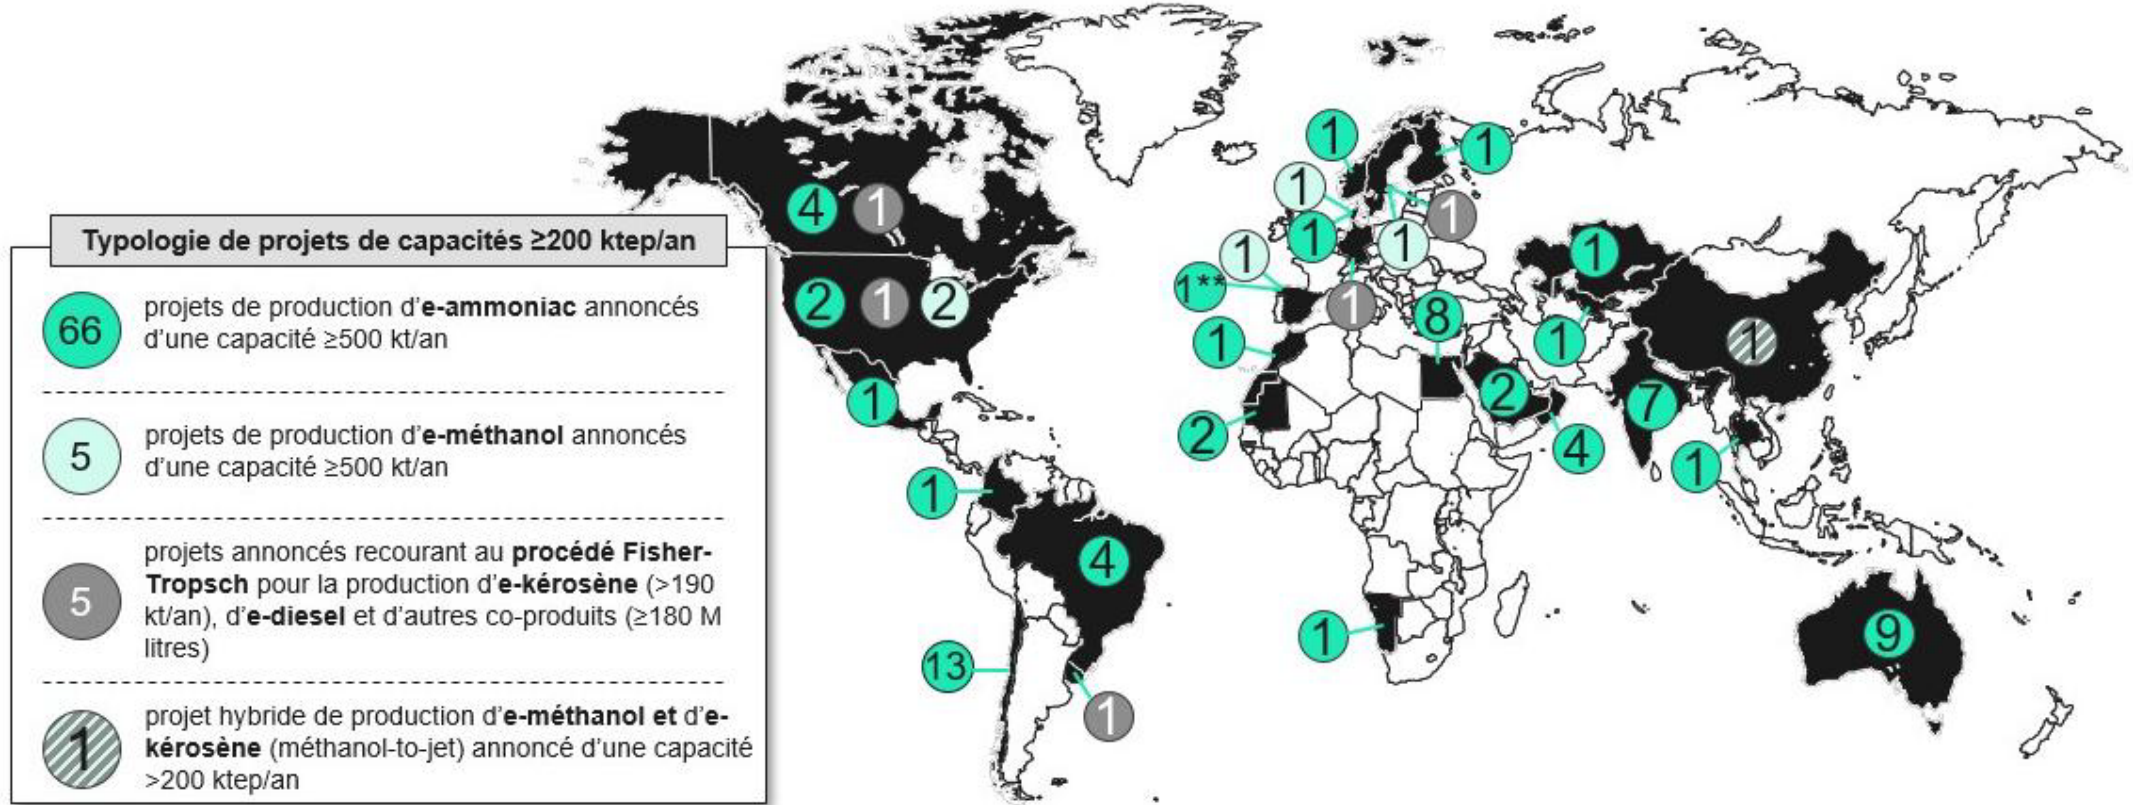 Typologie de projets de capacités ≥200 ktep/an
66
projets de production d'e-ammoniac annoncés
d'une capacité ≥500 kt/an
5
projets de production d'e-méthanol annoncés
d'une capacité ≥500 kt/an
5
projets annoncés recourant au procédé Fisher-
Tropsch pour la production d'e-kérosène (>190
kt/an), d'e-diesel et d'autres co-produits (≥180 M
litres)
1
projet hybride de production d'e-méthanol et d'e-
kérosène (méthanol-to-jet) annoncé d'une capacité
>200 ktep/an
4 1
2 1 2
1
1
4
13
1
1
1
1
1
1
1
1
1**
1
1
8
1
2
2
4
1
1
1
7
1
1
9